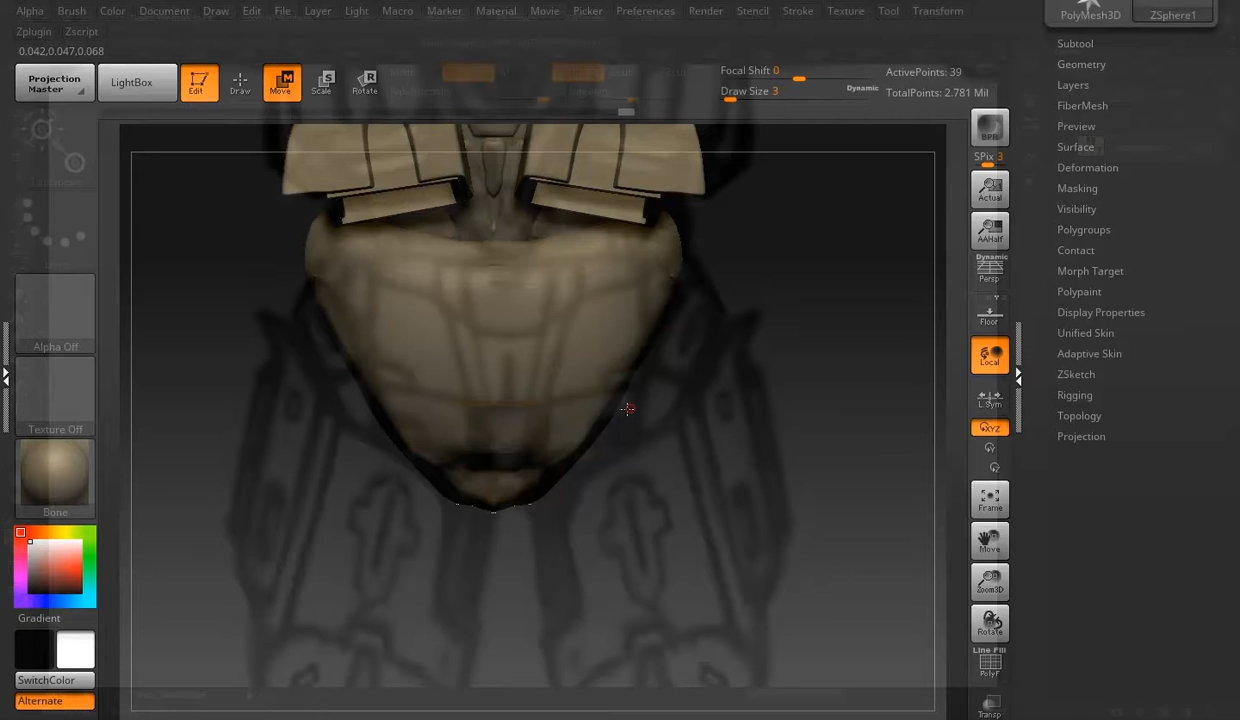 Alpha Brush Color Document Draw Edit File Layer Light Macro Marker Material Movie Picker Preferences Render Stencil Stroke Texture Tool Transform
Zplugin Zscript
0.042,0.047,0.068
PolyMesh3D ZSphere1
Projection Master
LightBox
Edit
Draw
Move
Scale
Rotate
Focal Shift 0
Draw Size 3
Dynamic
ActivePoints: 39
TotalPoints: 2.781 Mil
Alpha Off
Texture Off
Bone
Gradient
SwitchColor
Alternate
BPR
SPix 3
Actual
AAHalf
Dynamic
Persp
Floor
Local
L.Sym
XYZ
Y
Z
Frame
Move
Zoom3D
Rotate
Line Fill
PolyF
Transp
Subtool
Geometry
Layers
FiberMesh
Preview
Surface
Deformation
Masking
Visibility
Polygroups
Contact
Morph Target
Polypaint
Display Properties
Unified Skin
Adaptive Skin
ZSketch
Rigging
Topology
Projection